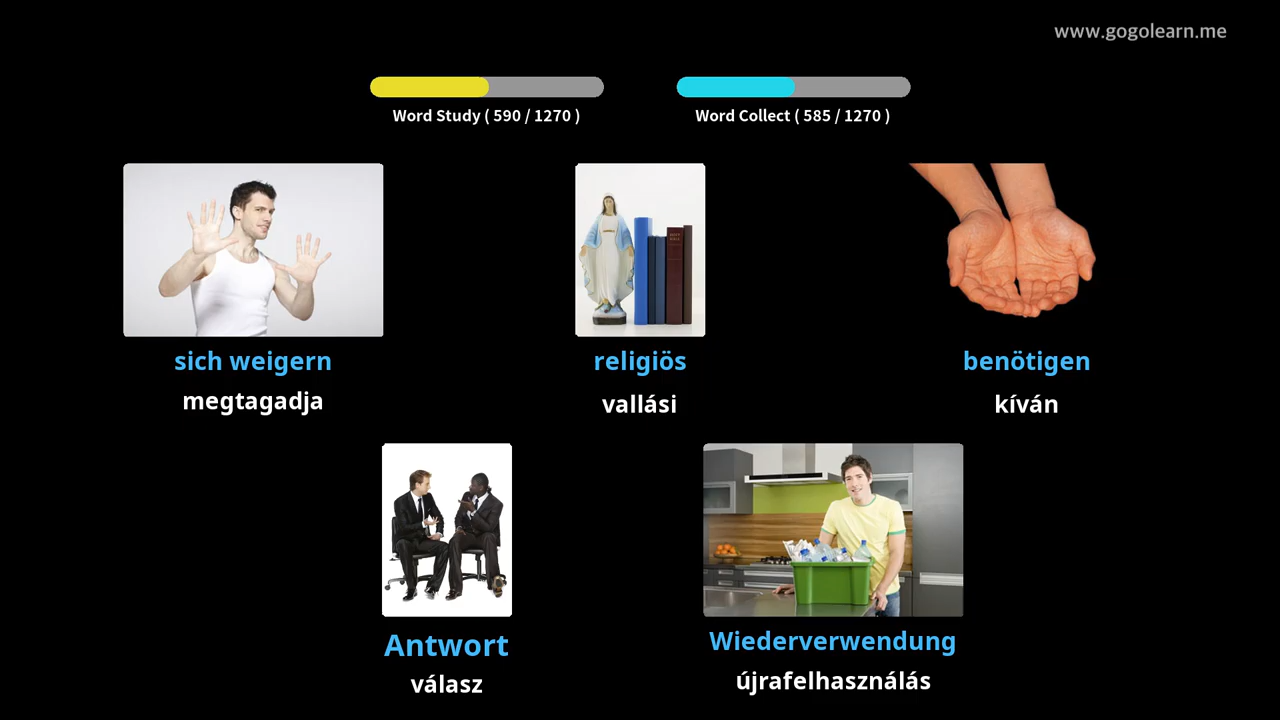 www.gogolearn.me
Word Study ( 590 / 1270 )
Word Collect ( 585 / 1270 )
sich weigern
megtagadja
religiös
vallási
benötigen
kíván
Antwort
válasz
Wiederverwendung
újrafelhasználás